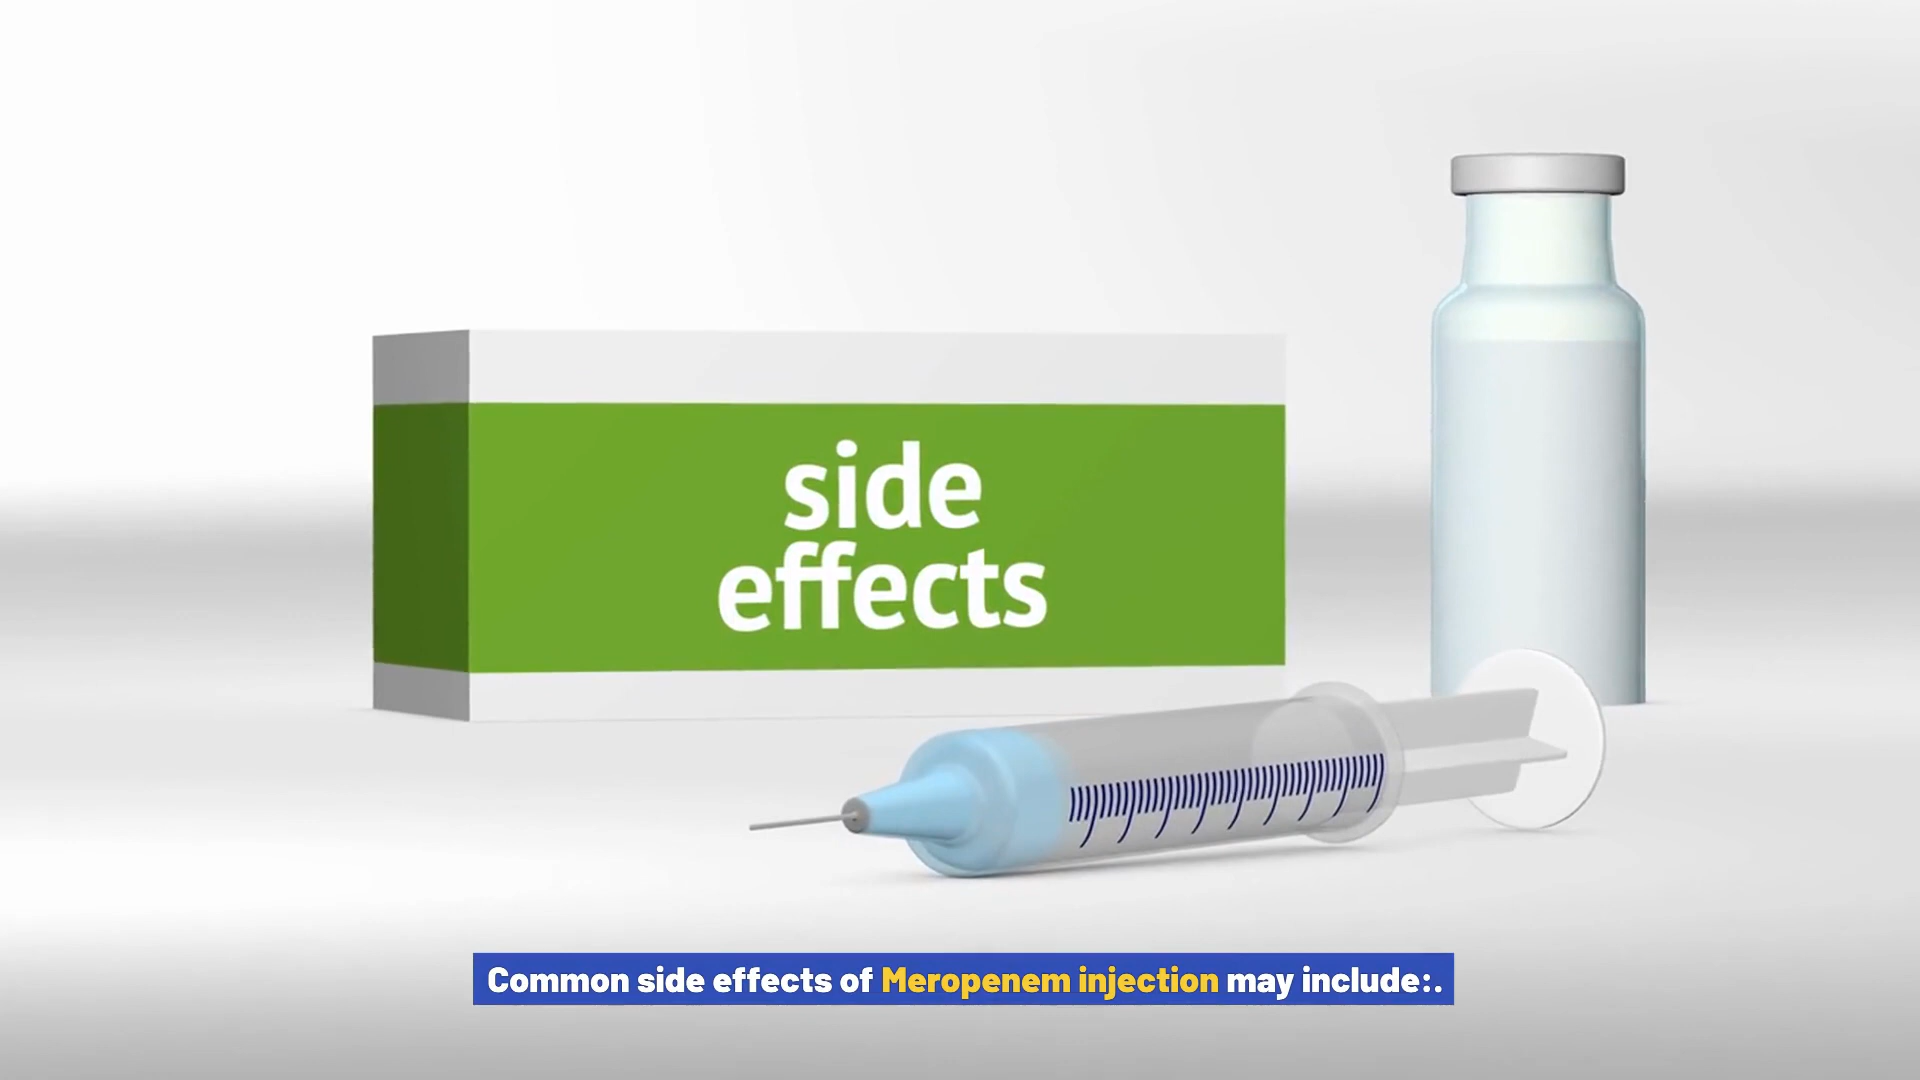 side
effects
Common side effects of Meropenem injection may include:.